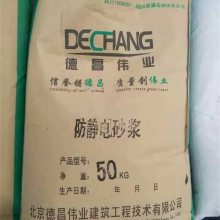 DECHANG
德昌伟业
信誉铸德昌 质量创伟业
防静电砂浆
产品型号:
净 重: 50KG
生产日期: 年 月 日
北京德昌伟业建筑工程技术有限公司